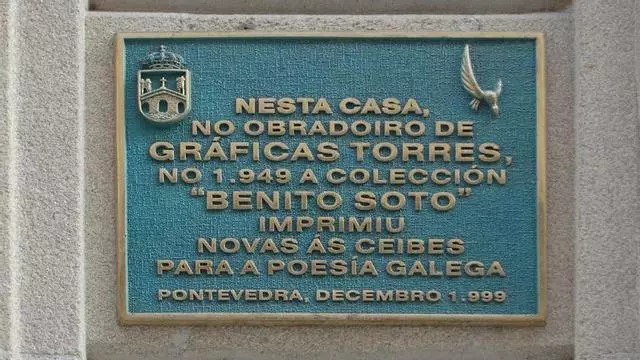 NESTA CASA,
NO OBRADOIRO DE
GRÁFICAS TORRES,
NO 1.949 A COLECCIÓN
"BENITO SOTO"
IMPRIMIU
NOVAS ÁS CEIBES
PARA A POESÍA GALEGA
PONTEVEDRA, DECEMBRO 1.999